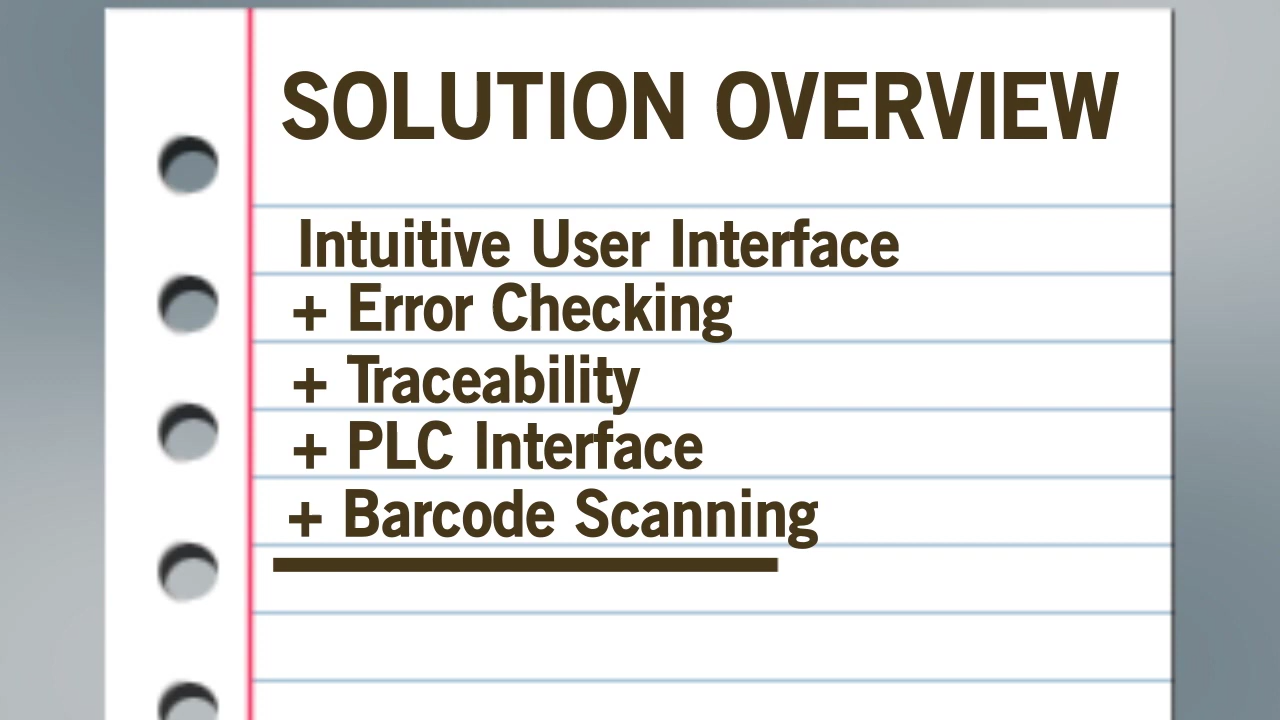 SOLUTION OVERVIEW
Intuitive User Interface
+ Error Checking
+ Traceability
+ PLC Interface
+ Barcode Scanning